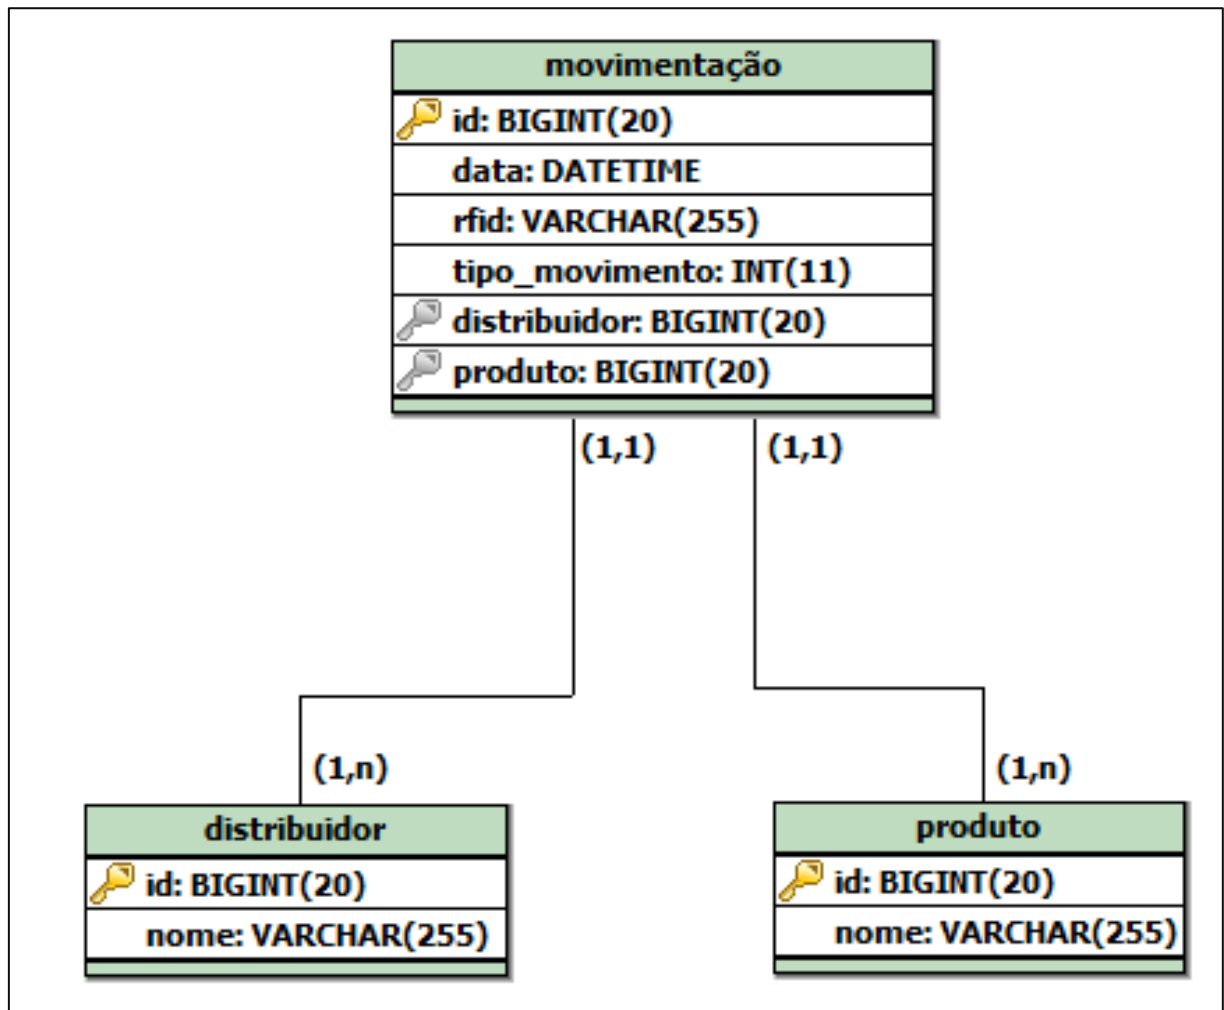 movimentação
id: BIGINT(20)
data: DATETIME
rfid: VARCHAR(255)
tipo_movimento: INT(11)
distribuidor: BIGINT(20)
produto: BIGINT(20)
(1,1)
(1,1)
(1,n)
(1,n)
distribuidor
id: BIGINT(20)
nome: VARCHAR(255)
produto
id: BIGINT(20)
nome: VARCHAR(255)